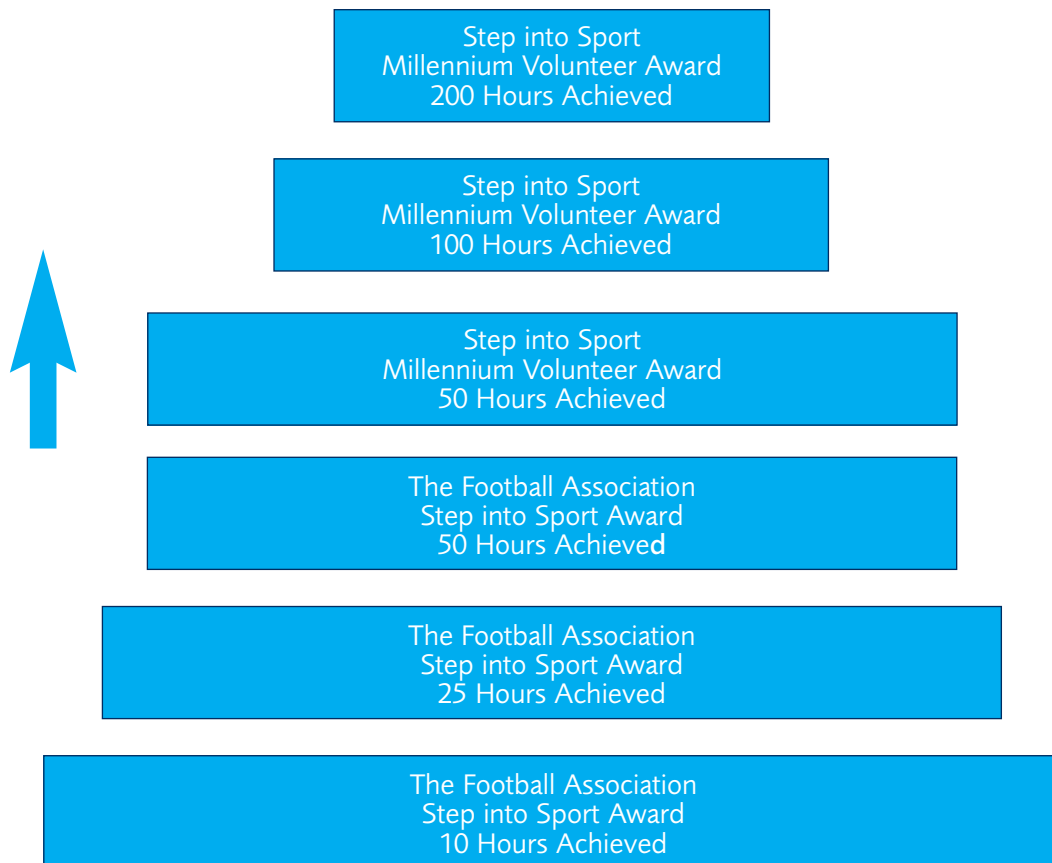 Step into Sport
Millennium Volunteer Award
200 Hours Achieved
Step into Sport
Millennium Volunteer Award
100 Hours Achieved
Step into Sport
Millennium Volunteer Award
50 Hours Achieved
The Football Association
Step into Sport Award
50 Hours Achieved
The Football Association
Step into Sport Award
25 Hours Achieved
The Football Association
Step into Sport Award
10 Hours Achieved